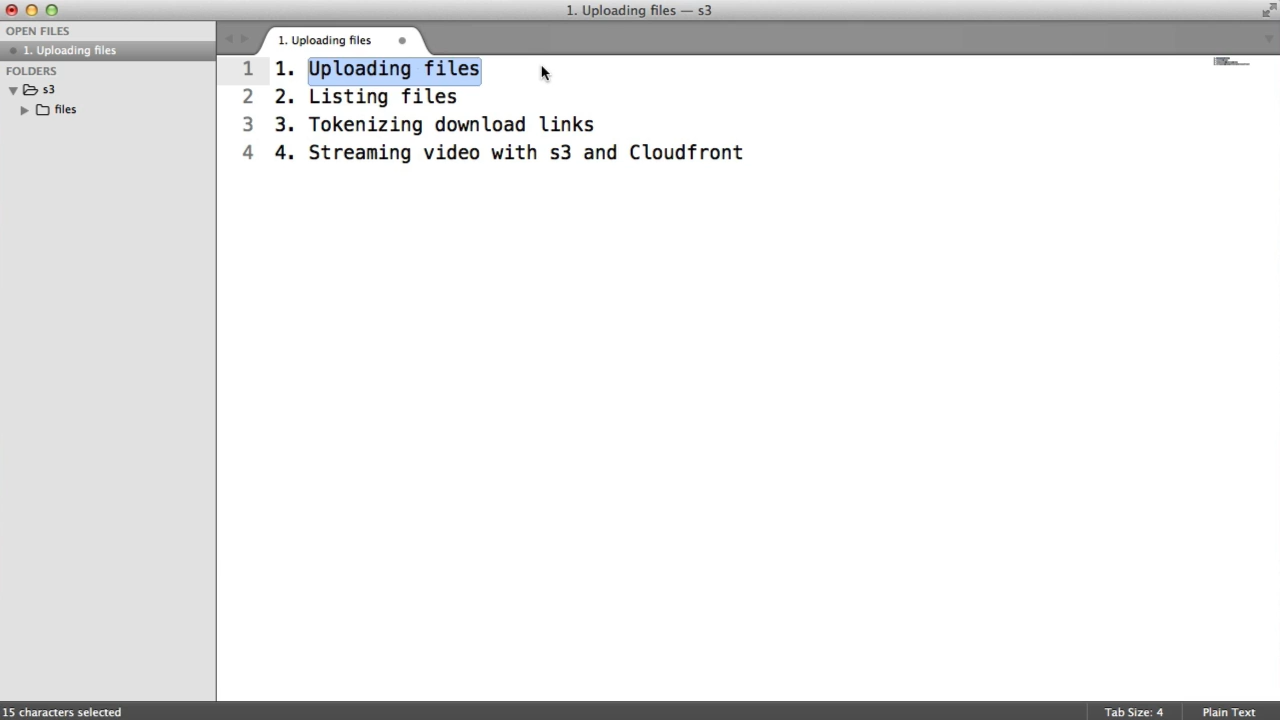 1. Uploading files — s3
OPEN FILES
1. Uploading files
FOLDERS
s3
files
1. Uploading files
1 1. Uploading files
2 2. Listing files
3 3. Tokenizing download links
4 4. Streaming video with s3 and Cloudfront
15 characters selected
Tab Size: 4
Plain Text